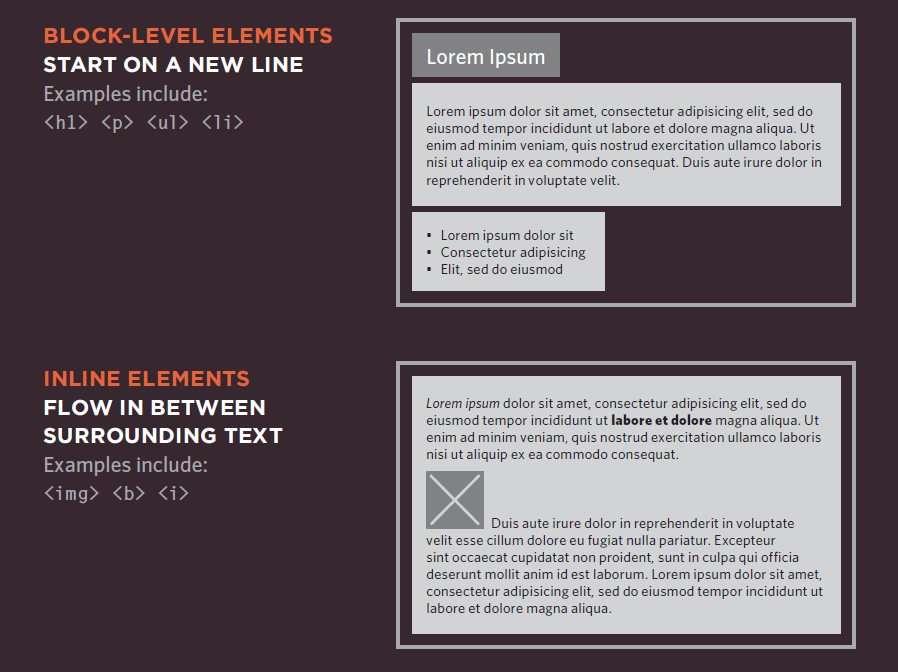 BLOCK-LEVEL ELEMENTS
START ON A NEW LINE
Examples include:
<h1> <p> <ul> <li>
Lorem Ipsum
Lorem ipsum dolor sit amet, consectetur adipisicing elit, sed do
eiusmod tempor incididunt ut labore et dolore magna aliqua. Ut
enim ad minim veniam, quis nostrud exercitation ullamco laboris
nisi ut aliquip ex ea commodo consequat. Duis aute irure dolor in
reprehenderit in voluptate velit.
• Lorem ipsum dolor sit
• Consectetur adipisicing
• Elit, sed do eiusmod
INLINE ELEMENTS
FLOW IN BETWEEN
SURROUNDING TEXT
Examples include:
<img> <b> <i>
Lorem ipsum dolor sit amet, consectetur adipisicing elit, sed do
eiusmod tempor incididunt ut labore et dolore magna aliqua. Ut
enim ad minim veniam, quis nostrud exercitation ullamco laboris
nisi ut aliquip ex ea commodo consequat.
Duis aute irure dolor in reprehenderit in voluptate
velit esse cillum dolore eu fugiat nulla pariatur. Excepteur
sint occaecat cupidatat non proident, sunt in culpa qui officia
deserunt mollit anim id est laborum. Lorem ipsum dolor sit amet,
consectetur adipisicing elit, sed do eiusmod tempor incididunt ut
labore et dolore magna aliqua.